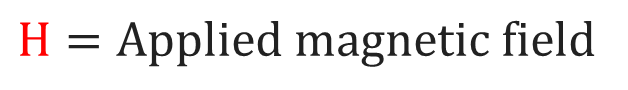 H = Applied magnetic field